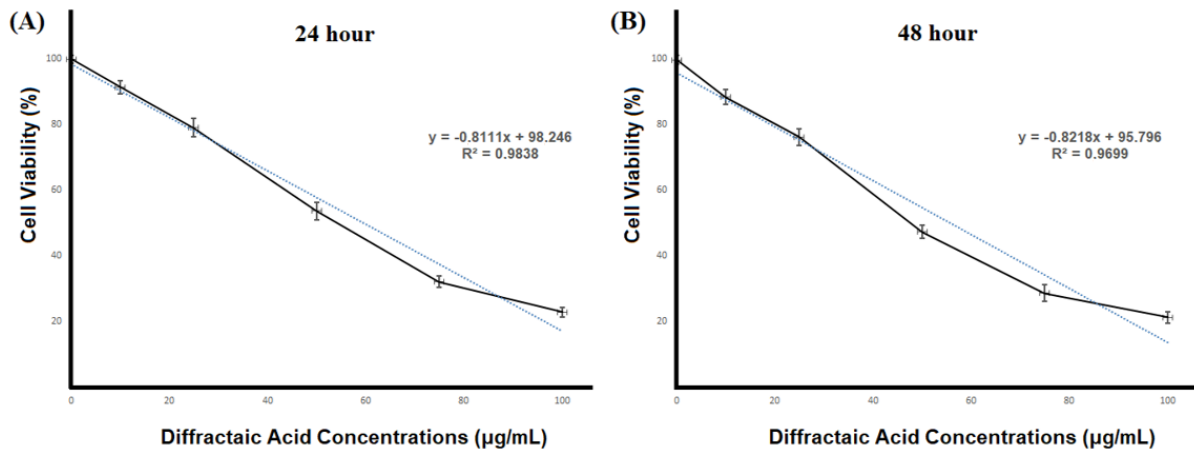 (A)
24 hour
Cell Viability (%)
100
80
60
40
20
y = -0.8111x + 98.246
R² = 0.9838
0
20
40
60
80
100
Diffractaic Acid Concentrations (µg/mL)
(B)
48 hour
Cell Viability (%)
100
80
60
40
20
y = -0.8218x + 95.796
R² = 0.9699
0
20
40
60
80
100
Diffractaic Acid Concentrations (µg/mL)